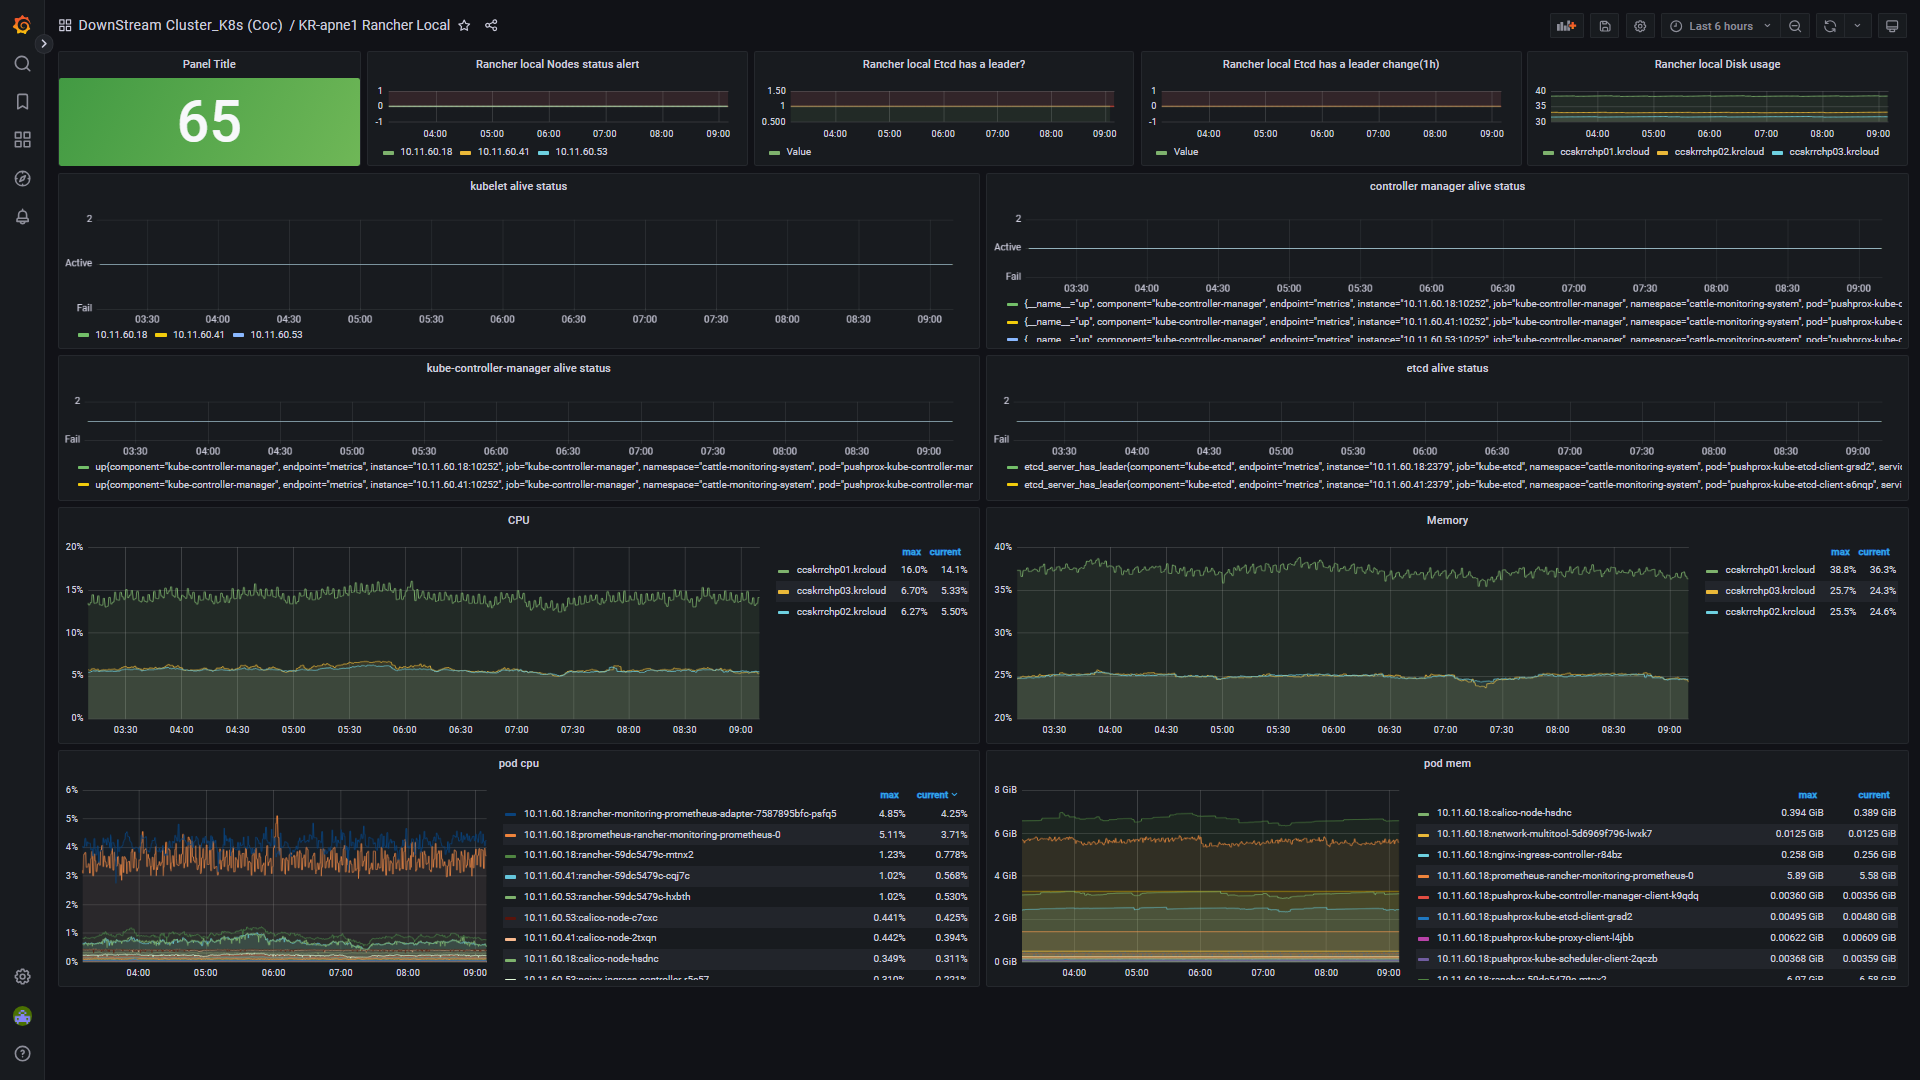 DownStream Cluster_K8s (Coc) / KR-apne1 Rancher Local
Last 6 hours
Panel Title
65
Rancher local Nodes status alert
1
0
-1
04:00 05:00 06:00 07:00 08:00 09:00
10.11.60.18 10.11.60.41 10.11.60.53
Rancher local Etcd has a leader?
1.50
1
0.500
04:00 05:00 06:00 07:00 08:00 09:00
Value
Rancher local Etcd has a leader change(1h)
1
0
-1
04:00 05:00 06:00 07:00 08:00 09:00
Value
Rancher local Disk usage
40
35
30
04:00 05:00 06:00 07:00 08:00 09:00
ccskrrchp01.krcloud ccskrrchp02.krcloud ccskrrchp03.krcloud
kubelet alive status
2
Active
Fail
03:30 04:00 04:30 05:00 05:30 06:00 06:30 07:00 07:30 08:00 08:30 09:00
10.11.60.18 10.11.60.41 10.11.60.53
controller manager alive status
2
Active
Fail
03:30 04:00 04:30 05:00 05:30 06:00 06:30 07:00 07:30 08:00 08:30 09:00
{__name__="up", component="kube-controller-manager", endpoint="metrics", instance="10.11.60.18:10252", job="kube-controller-manager", namespace="cattle-monitoring-system", pod="pushprox-kube-c
{__name__="up", component="kube-controller-manager", endpoint="metrics", instance="10.11.60.41:10252", job="kube-controller-manager", namespace="cattle-monitoring-system", pod="pushprox-kube-c
{__name__="up", component="kube-controller-manager", endpoint="metrics", instance="10.11.60.53:10252", job="kube-controller-manager", namespace="cattle-monitoring-system", pod="pushprox-kube-c
kube-controller-manager alive status
2
Fail
03:30 04:00 04:30 05:00 05:30 06:00 06:30 07:00 07:30 08:00 08:30 09:00
up{component="kube-controller-manager", endpoint="metrics", instance="10.11.60.18:10252", job="kube-controller-manager", namespace="cattle-monitoring-system", pod="pushprox-kube-controller-mar
up{component="kube-controller-manager", endpoint="metrics", instance="10.11.60.41:10252", job="kube-controller-manager", namespace="cattle-monitoring-system", pod="pushprox-kube-controller-mar
etcd alive status
2
Fail
03:30 04:00 04:30 05:00 05:30 06:00 06:30 07:00 07:30 08:00 08:30 09:00
etcd_server_has_leader{component="kube-etcd", endpoint="metrics", instance="10.11.60.18:2379", job="kube-etcd", namespace="cattle-monitoring-system", pod="pushprox-kube-etcd-client-grsd2", servic
etcd_server_has_leader{component="kube-etcd", endpoint="metrics", instance="10.11.60.41:2379", job="kube-etcd", namespace="cattle-monitoring-system", pod="pushprox-kube-etcd-client-s6nqp", servi
CPU
20%
15%
10%
5%
0%
03:30 04:00 04:30 05:00 05:30 06:00 06:30 07:00 07:30 08:00 08:30 09:00
max current
ccskrrchp01.krcloud 16.0% 14.1%
ccskrrchp03.krcloud 6.70% 5.33%
ccskrrchp02.krcloud 6.27% 5.50%
Memory
40%
35%
30%
25%
20%
03:30 04:00 04:30 05:00 05:30 06:00 06:30 07:00 07:30 08:00 08:30 09:00
max current
ccskrrchp01.krcloud 38.8% 36.3%
ccskrrchp03.krcloud 25.7% 24.3%
ccskrrchp02.krcloud 25.5% 24.6%
pod cpu
6%
5%
4%
3%
2%
1%
0%
04:00 05:00 06:00 07:00 08:00 09:00
max current
10.11.60.18:rancher-monitoring-prometheus-adapter-7587895bfc-psfq5 4.85% 4.25%
10.11.60.18:prometheus-rancher-monitoring-prometheus-0 5.11% 3.71%
10.11.60.18:rancher-59dc5479c-mtnx2 1.23% 0.778%
10.11.60.41:rancher-59dc5479c-cqj7c 1.02% 0.568%
10.11.60.53:rancher-59dc5479c-hxbth 1.02% 0.530%
10.11.60.53:calico-node-c7cxc 0.441% 0.425%
10.11.60.41:calico-node-2txqn 0.442% 0.394%
10.11.60.18:calico-node-hsdnc 0.349% 0.311%
pod mem
8 GiB
6 GiB
4 GiB
2 GiB
0 GiB
04:00 05:00 06:00 07:00 08:00 09:00
max current
10.11.60.18:calico-node-hsdnc 0.394 GiB 0.389 GiB
10.11.60.18:network-multitool-5d6969f796-lwxk7 0.0125 GiB 0.0125 GiB
10.11.60.18:nginx-ingress-controller-r84bz 0.258 GiB 0.256 GiB
10.11.60.18:prometheus-rancher-monitoring-prometheus-0 5.89 GiB 5.58 GiB
10.11.60.18:pushprox-kube-controller-manager-client-k9qdq 0.00360 GiB 0.00356 GiB
10.11.60.18:pushprox-kube-etcd-client-grsd2 0.00495 GiB 0.00480 GiB
10.11.60.18:pushprox-kube-proxy-client-l4jbb 0.00622 GiB 0.00609 GiB
10.11.60.18:pushprox-kube-scheduler-client-2qczb 0.00368 GiB 0.00359 GiB